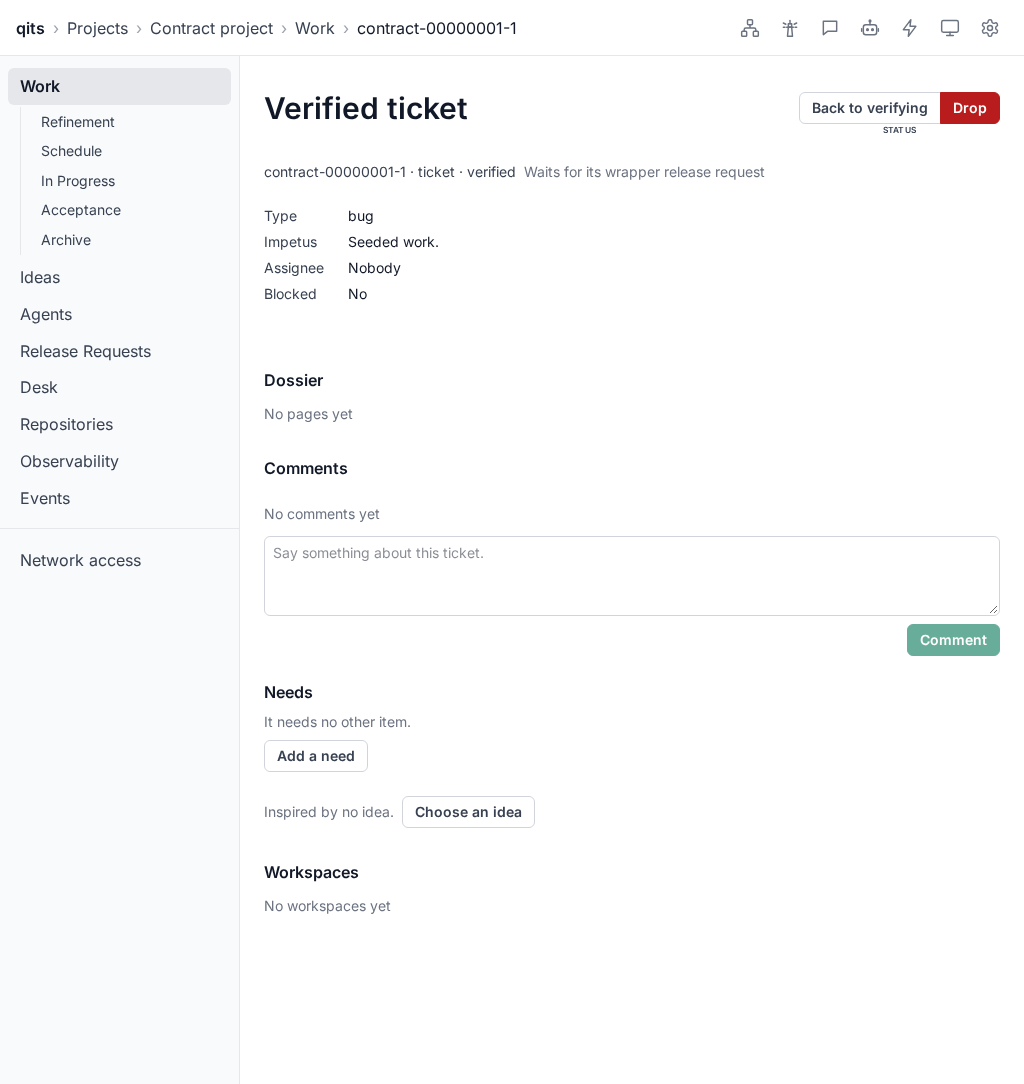 qits › Projects › Contract project › Work › contract-00000001-1
Work
Refinement
Schedule
In Progress
Acceptance
Archive
Ideas
Agents
Release Requests
Desk
Repositories
Observability
Events
Network access
Verified ticket
Back to verifying
Drop
STATUS
contract-00000001-1 · ticket · verified Waits for its wrapper release request
Type bug
Impetus Seeded work.
Assignee Nobody
Blocked No
Dossier
No pages yet
Comments
No comments yet
Say something about this ticket.
Comment
Needs
It needs no other item.
Add a need
Inspired by no idea. Choose an idea
Workspaces
No workspaces yet